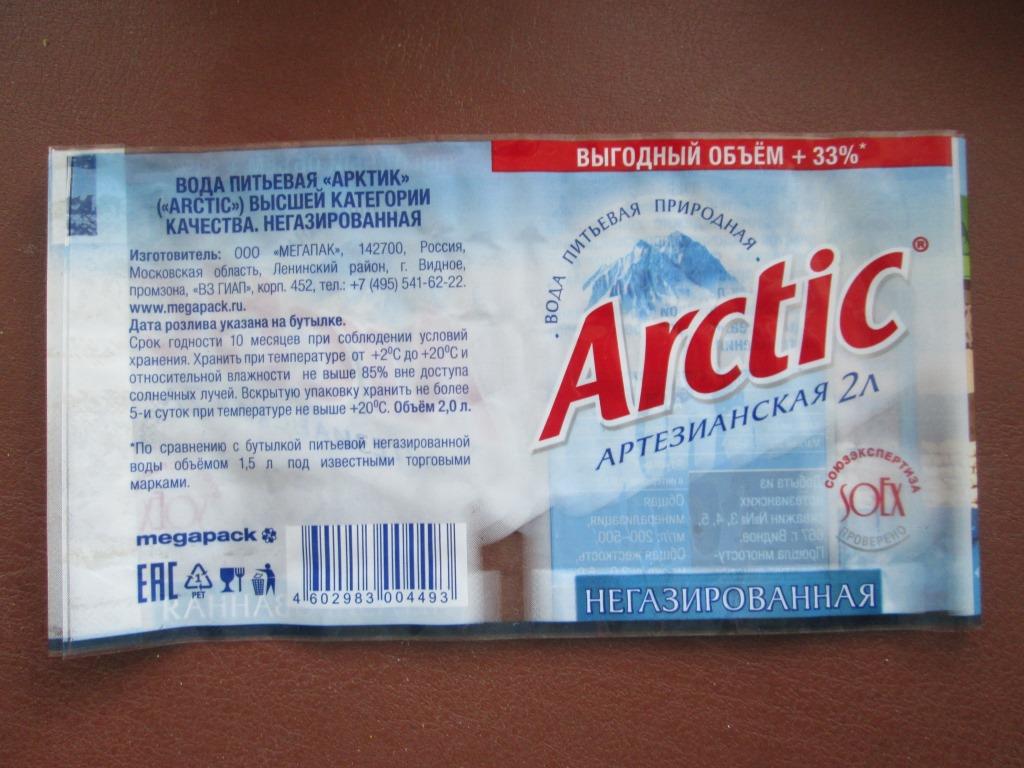 ВОДА ПИТЬЕВАЯ «АРКТИК»
(«ARCTIC») ВЫСШЕЙ КАТЕГОРИИ
КАЧЕСТВА. НЕГАЗИРОВАННАЯ
Изготовитель: ООО «МЕГАПАК», 142700, Россия,
Московская область, Ленинский район, г. Видное,
промзона, «ВЗ ГИАП», корп. 452, тел.: +7 (495) 541-62-22.
www.megapack.ru.
Дата розлива указана на бутылке.
Срок годности 10 месяцев при соблюдении условий
хранения. Хранить при температуре от +2⁰С до +20⁰С и
относительной влажности не выше 85% вне доступа
солнечных лучей. Вскрытую упаковку хранить не более
5-и суток при температуре не выше +20⁰С. Объём 2,0 л.
*По сравнению с бутылкой питьевой негазированной
воды объёмом 1,5 л под известными торговыми
марками.
megapack
EAC
1
PET
4 602983 004493
ВЫГОДНЫЙ ОБЪЁМ + 33%*
· ВОДА ПИТЬЕВАЯ ПРИРОДНАЯ ·
Arctic®
АРТЕЗИАНСКАЯ 2Л
СОЮЗЭКСПЕРТИЗА
SOEX
ПРОВЕРЕНО
НЕГАЗИРОВАННАЯ